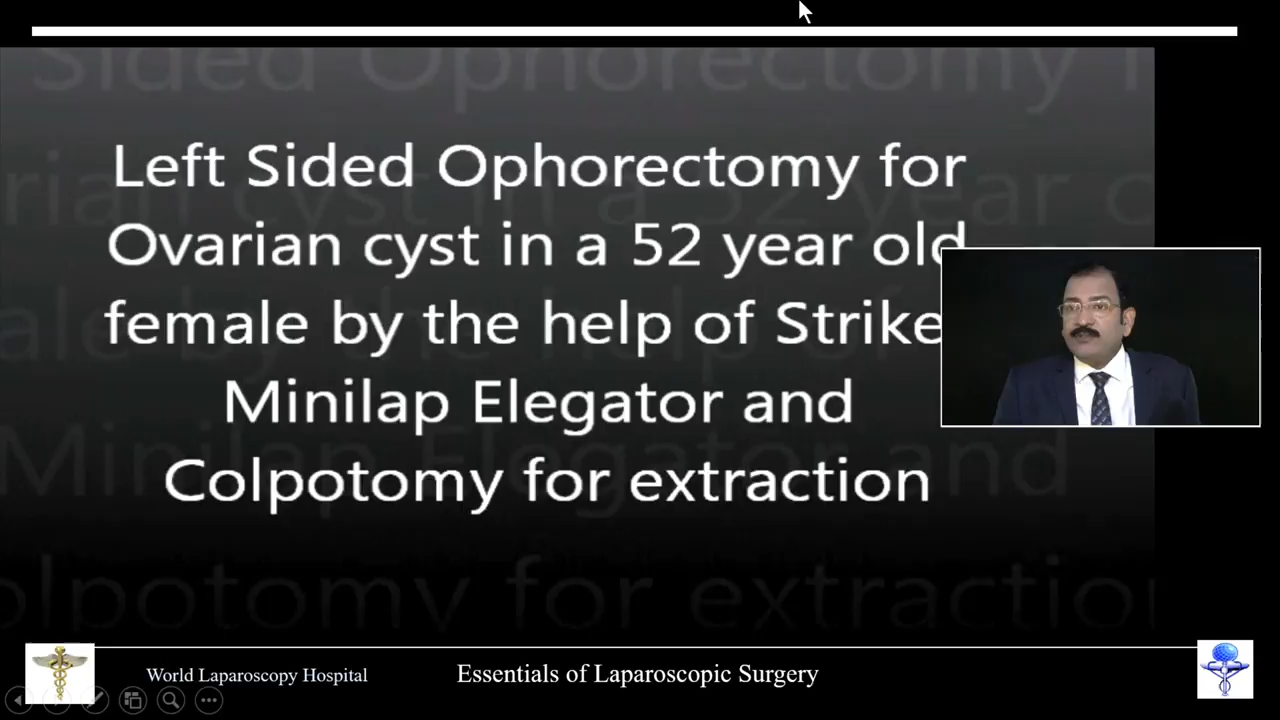 Left Sided Ophorectomy for
Ovarian cyst in a 52 year old
female by the help of Strike
Minilap Elegator and
Colpotomy for extraction
World Laparoscopy Hospital
Essentials of Laparoscopic Surgery